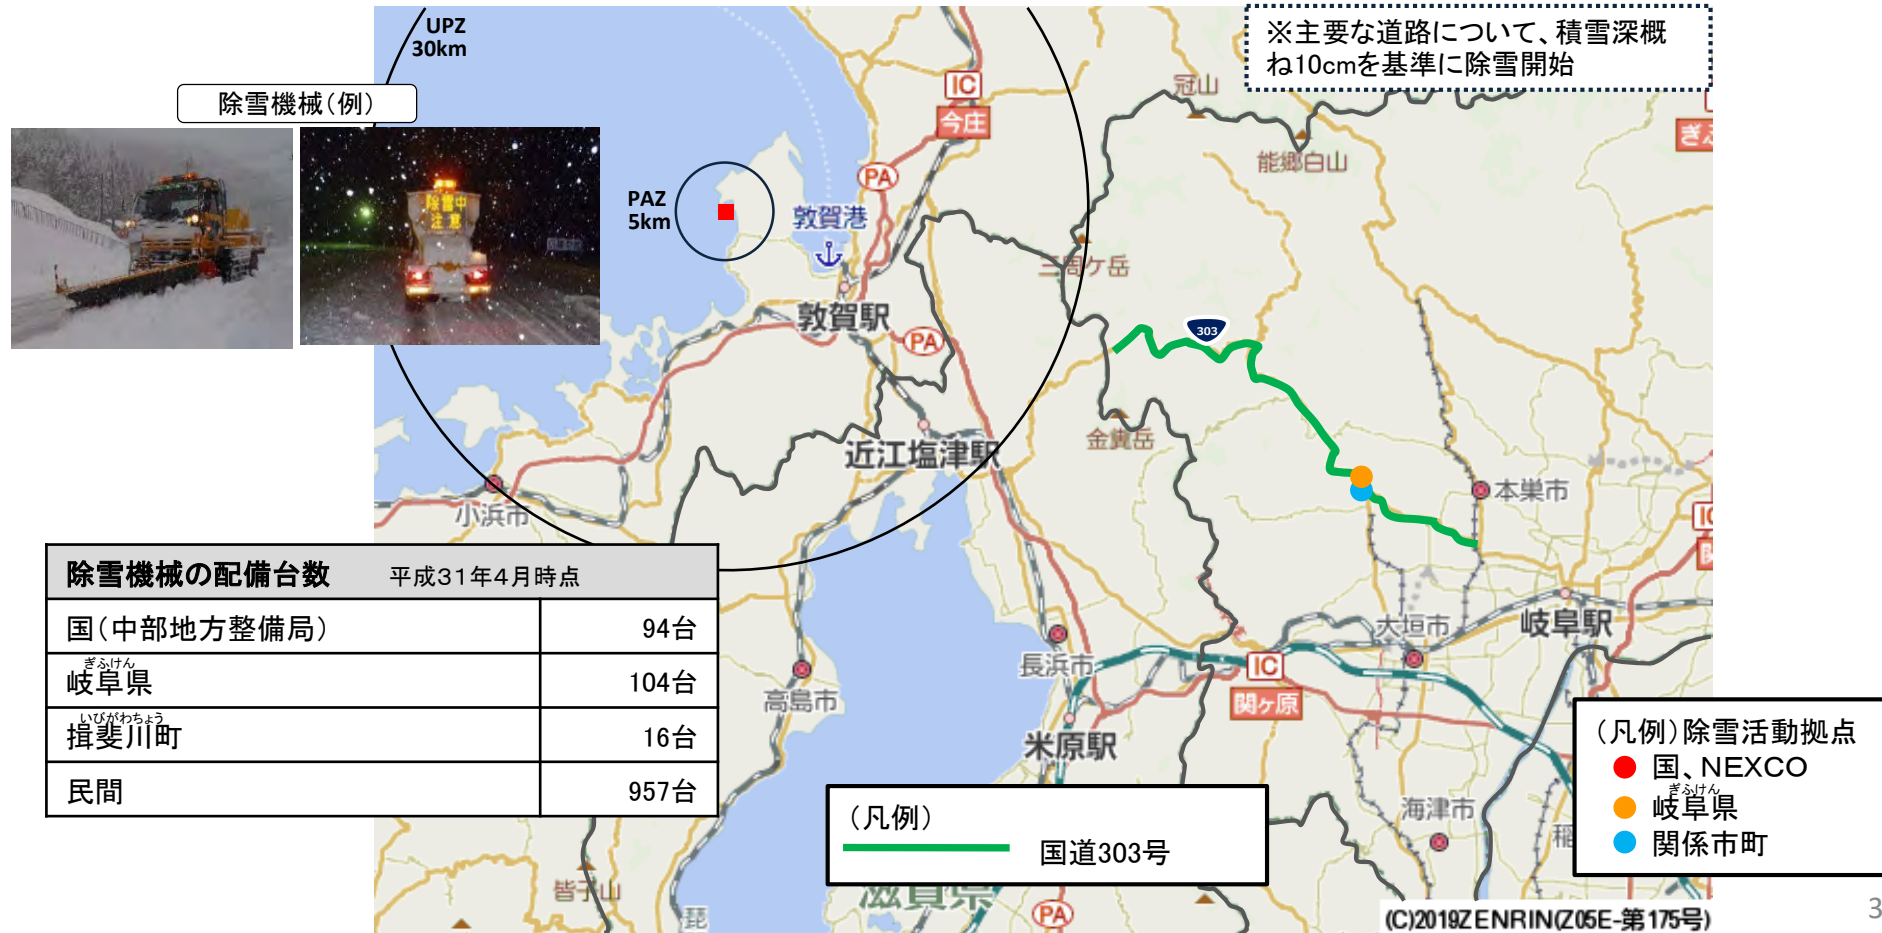 UPZ
30km
※主要な道路について、積雪深概
ね10cmを基準に除雪開始
除雪機械(例)
除雪中
注意
PAZ
5km
IC
今庄
PA
敦賀港
敦賀駅
PA
冠山
能郷白山
三周ケ岳
303
金糞岳
近江塩津駅
小浜市
本巣市
除雪機械の配備台数 平成31年4月時点
国(中部地方整備局) 94台
ぎふけん
岐阜県 104台
いびがわちょう
揖斐川町 16台
民間 957台
高島市
長浜市
米原駅
IC
関ヶ原
大垣市
岐阜駅
海津市
(凡例)
国道303号
(凡例)除雪活動拠点
国、NEXCO
ぎふけん
岐阜県
関係市町
皆子山
琵
滋賀県
PA
稲
(C)2019ZENRIN(Z05E-第175号)
3